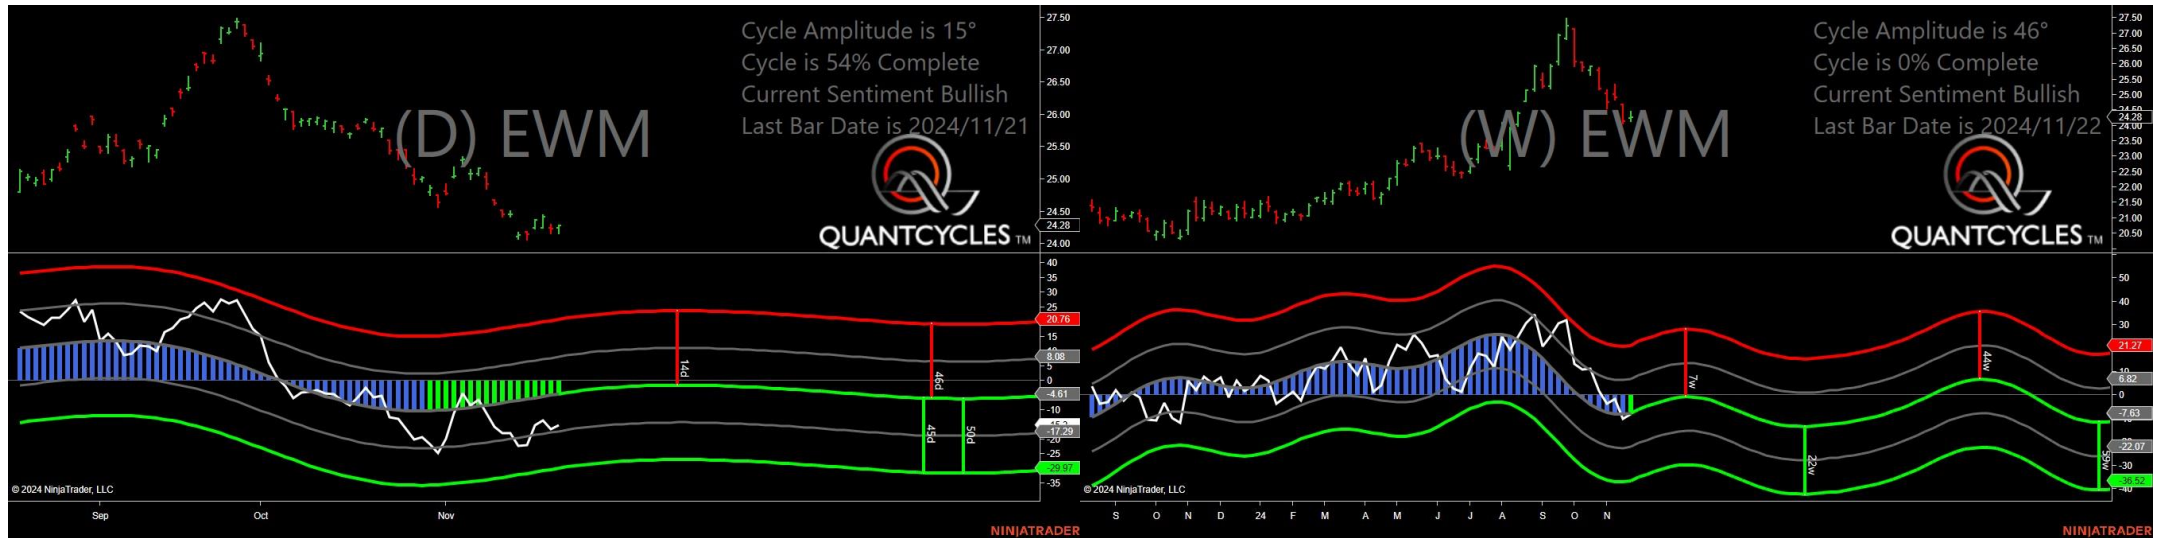 Cycle Amplitude is 15°
Cycle is 54% Complete
Current Sentiment Bullish
Last Bar Date is 2024/11/21
(D) EWM
QUANTCYCLES TM
27.50
27.00
26.50
26.00
25.50
25.00
24.50
24.28
24.00
40
35
30
25
20.76
15
8.08
5
0
-4.61
-10
-17.29
-25
-29.97
-35
14d
46d
45d
50d
© 2024 NinjaTrader, LLC
Sep
Oct
Nov
NINJATRADER
Cycle Amplitude is 46°
Cycle is 0% Complete
Current Sentiment Bullish
Last Bar Date is 2024/11/22
(W) EWM
QUANTCYCLES TM
27.50
27.00
26.50
26.00
25.50
25.00
24.50
24.28
24.00
23.50
23.00
22.50
22.00
21.50
21.00
20.50
50
40
30
21.27
6.82
0
-7.63
-22.07
-30
-36.52
-40
7w
44w
22w
59w
© 2024 NinjaTrader, LLC
S O N D 24 F M A M J J A S O N
NINJATRADER